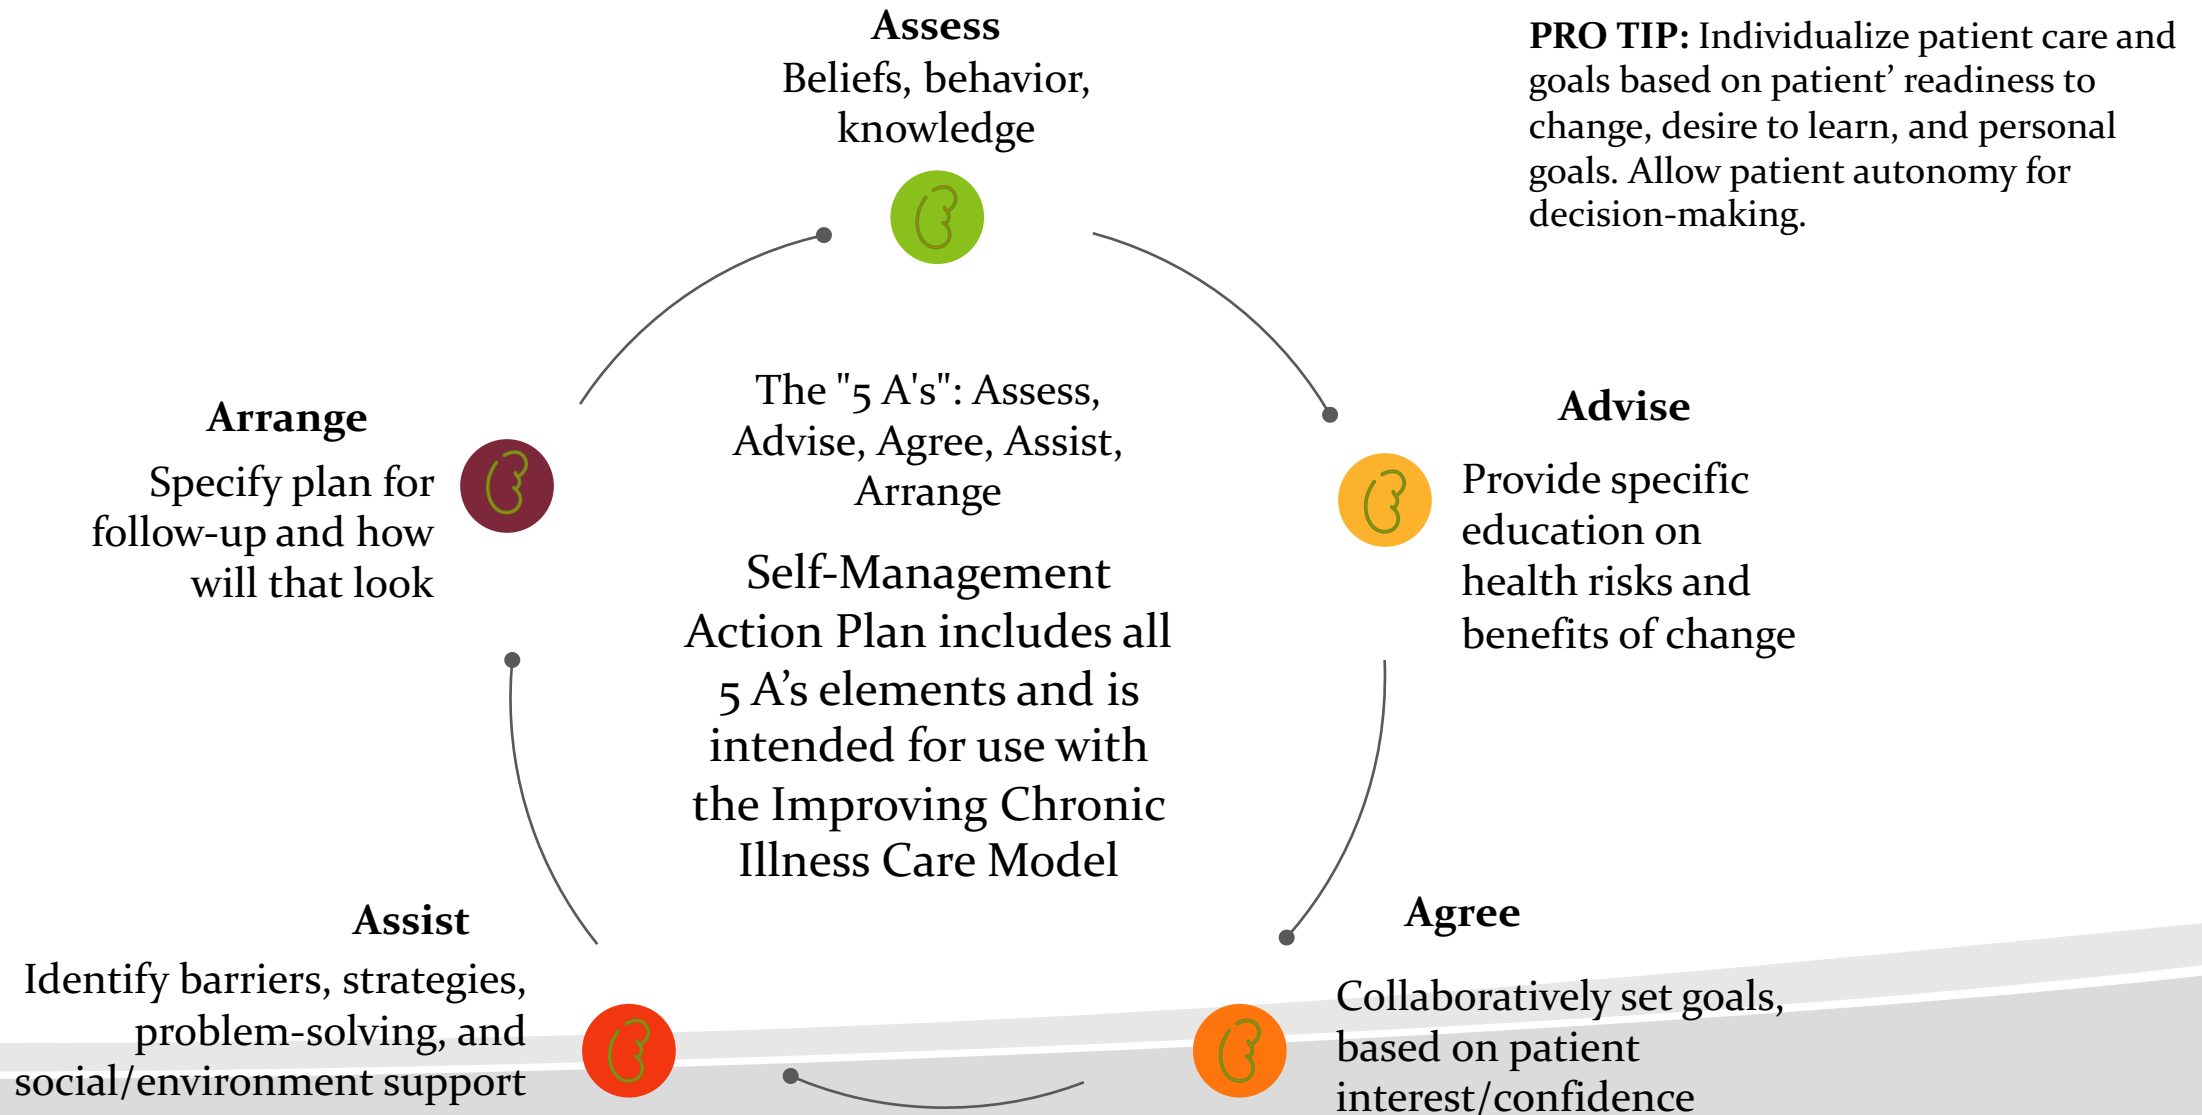 Assess
Beliefs, behavior,
knowledge
PRO TIP: Individualize patient care and
goals based on patient’ readiness to
change, desire to learn, and personal
goals. Allow patient autonomy for
decision-making.
The "5 A's": Assess,
Advise, Agree, Assist,
Arrange
Self-Management
Action Plan includes all
5 A’s elements and is
intended for use with
the Improving Chronic
Illness Care Model
Advise
Provide specific
education on
health risks and
benefits of change
Agree
Collaboratively set goals,
based on patient
interest/confidence
Assist
Identify barriers, strategies,
problem-solving, and
social/environment support
Arrange
Specify plan for
follow-up and how
will that look